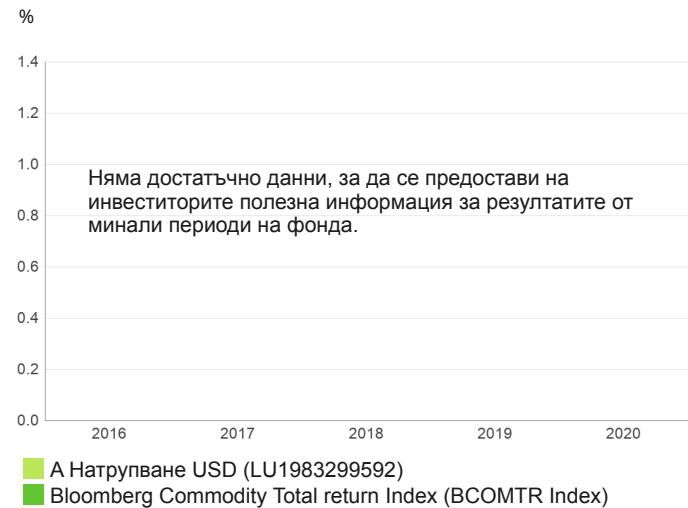 %
1.4
1.2
1.0
Няма достатъчно данни, за да се предостави на
инвеститорите полезна информация за резултатите от
0.8
минали периоди на фонда.
0.6
0.4
0.2
0.0
2016 2017 2018 2019 2020
А Натрупване USD (LU1983299592)
Bloomberg Commodity Total return Index (BCOMTR Index)